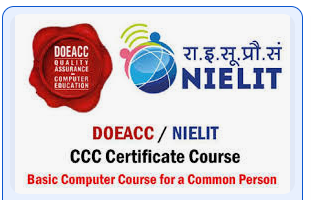 DOEACC
QUALITY
ASSURANCE
IN
COMPUTER
EDUCATION
रा.इ.सू.प्रौ.सं
NIELIT
DOEACC / NIELIT
CCC Certificate Course
Basic Computer Course for a Common Person